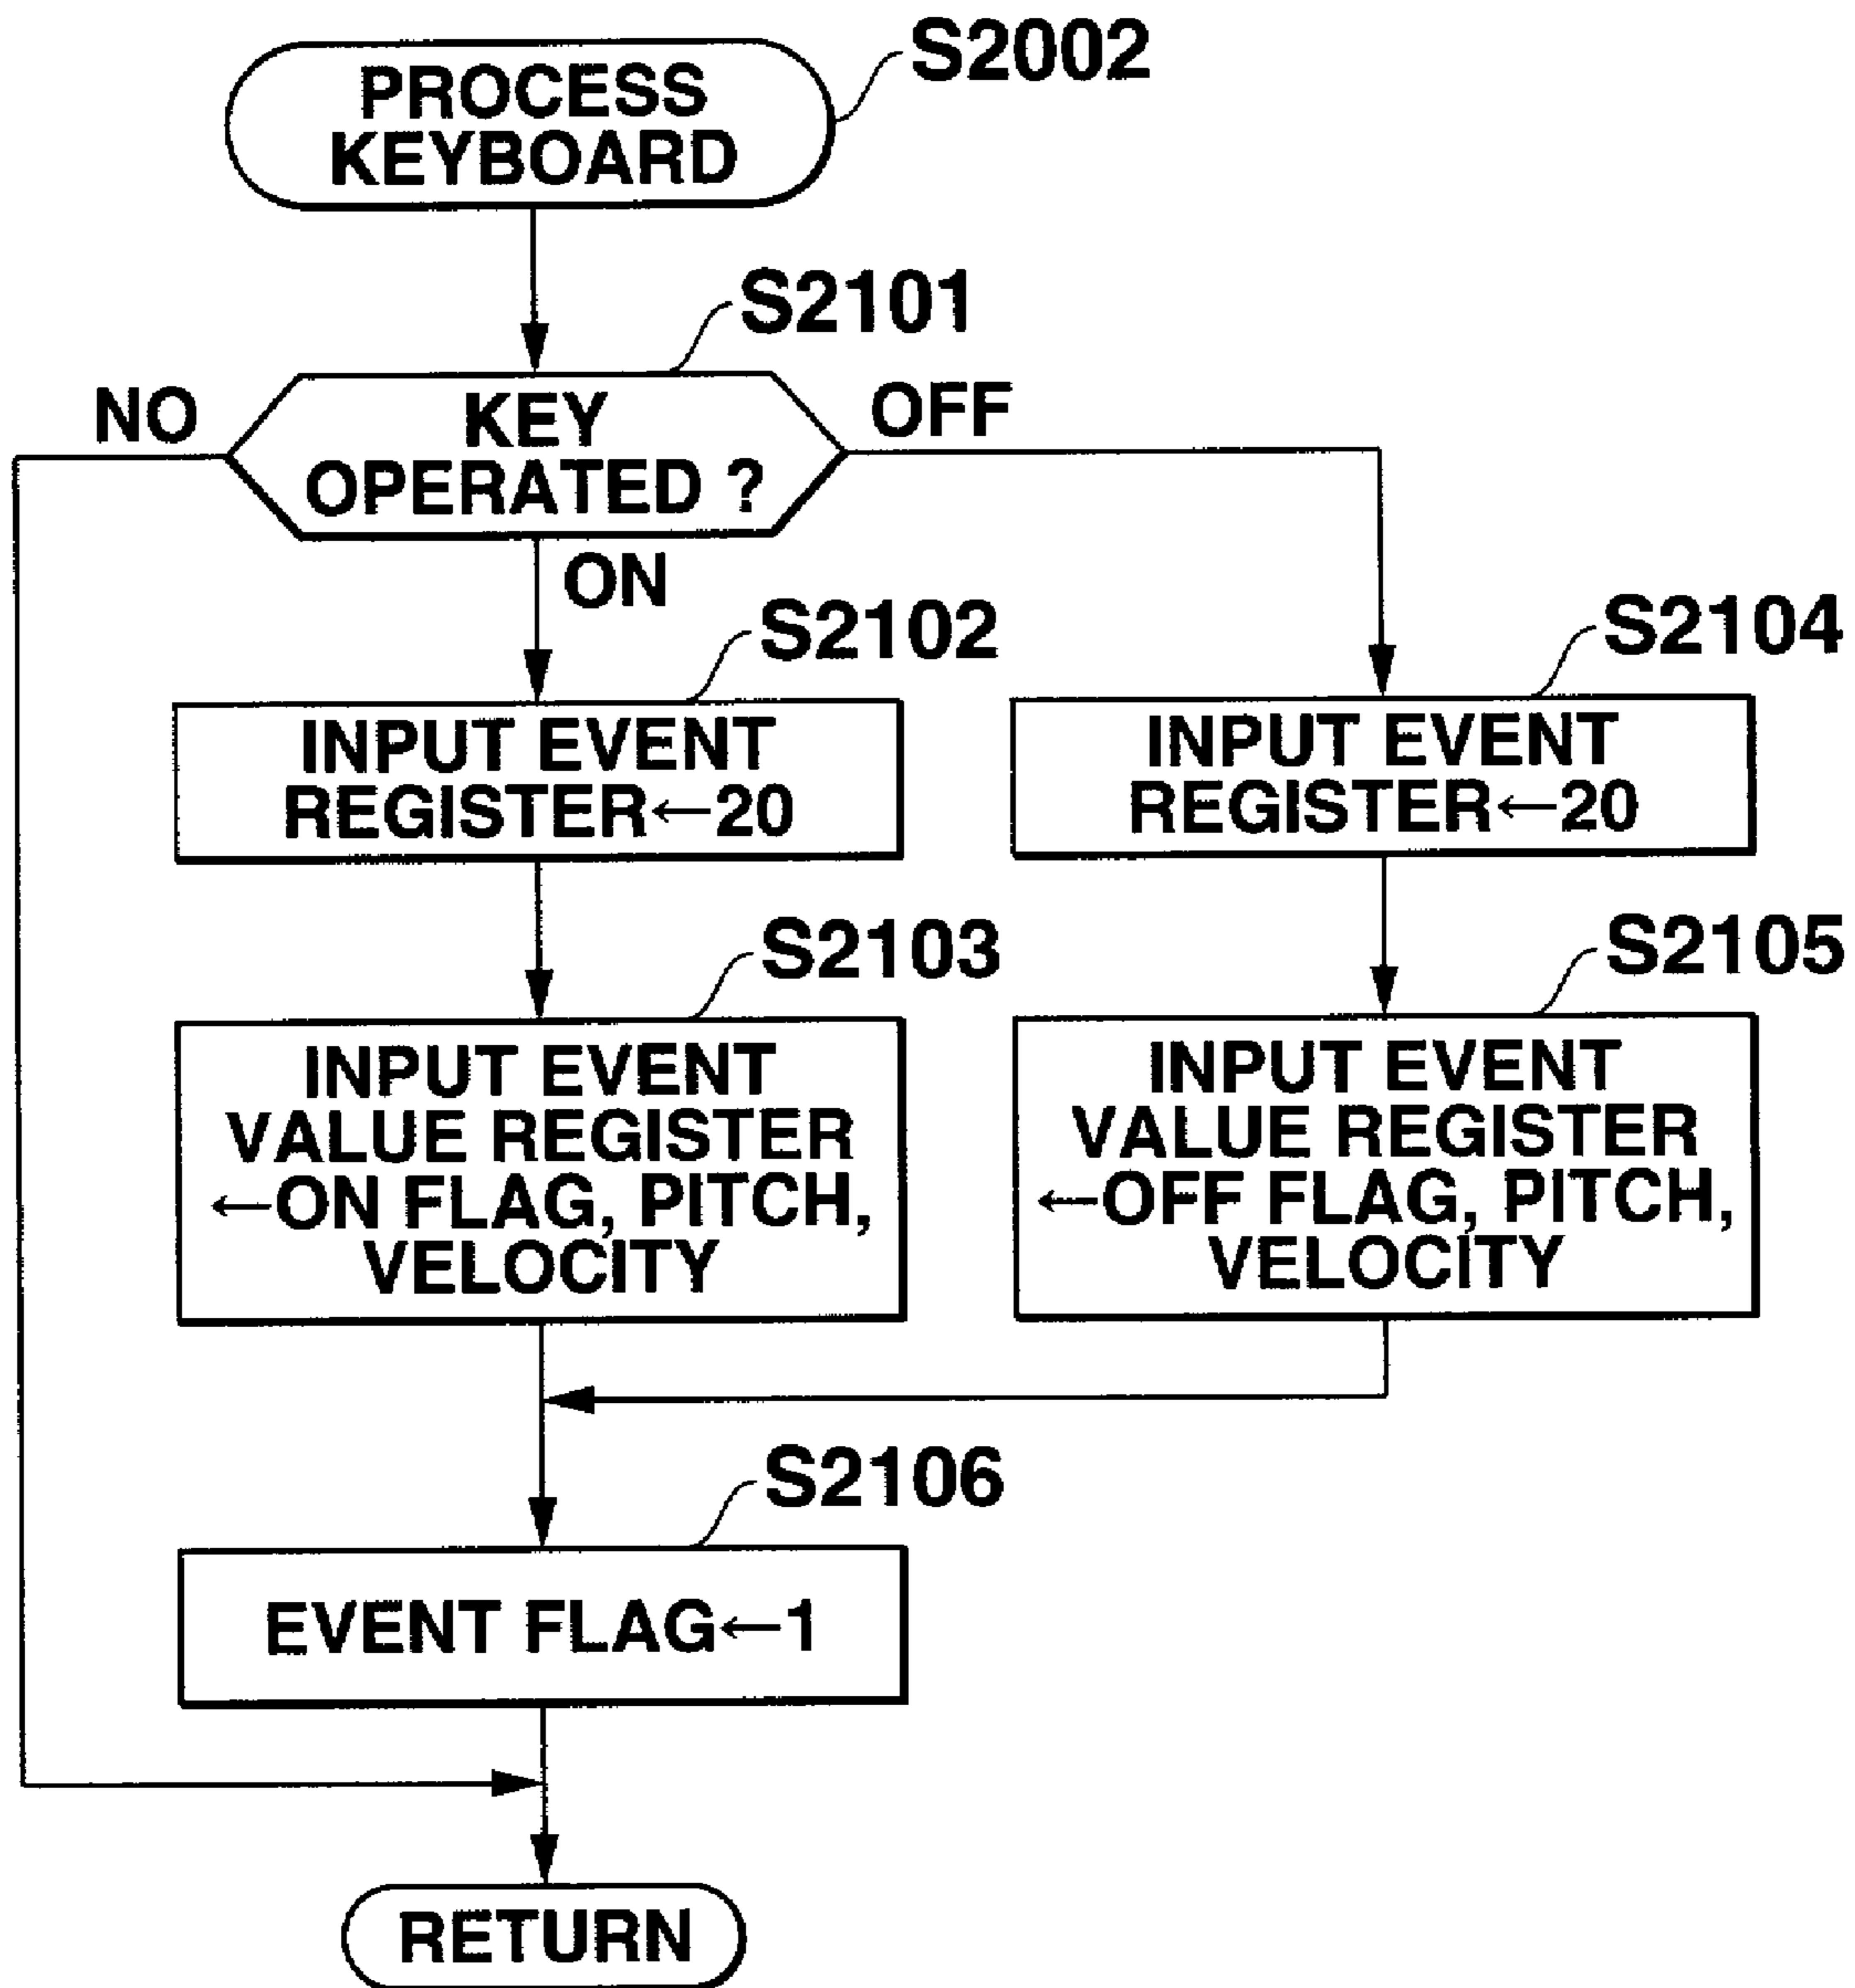 PROCESS
KEYBOARD
S2002
S2101
NO
KEY
OPERATED ?
OFF
ON
S2102
INPUT EVENT
REGISTER←20
S2104
INPUT EVENT
REGISTER←20
S2103
INPUT EVENT
VALUE REGISTER
←ON FLAG, PITCH,
VELOCITY
S2105
INPUT EVENT
VALUE REGISTER
←OFF FLAG, PITCH,
VELOCITY
S2106
EVENT FLAG←1
RETURN